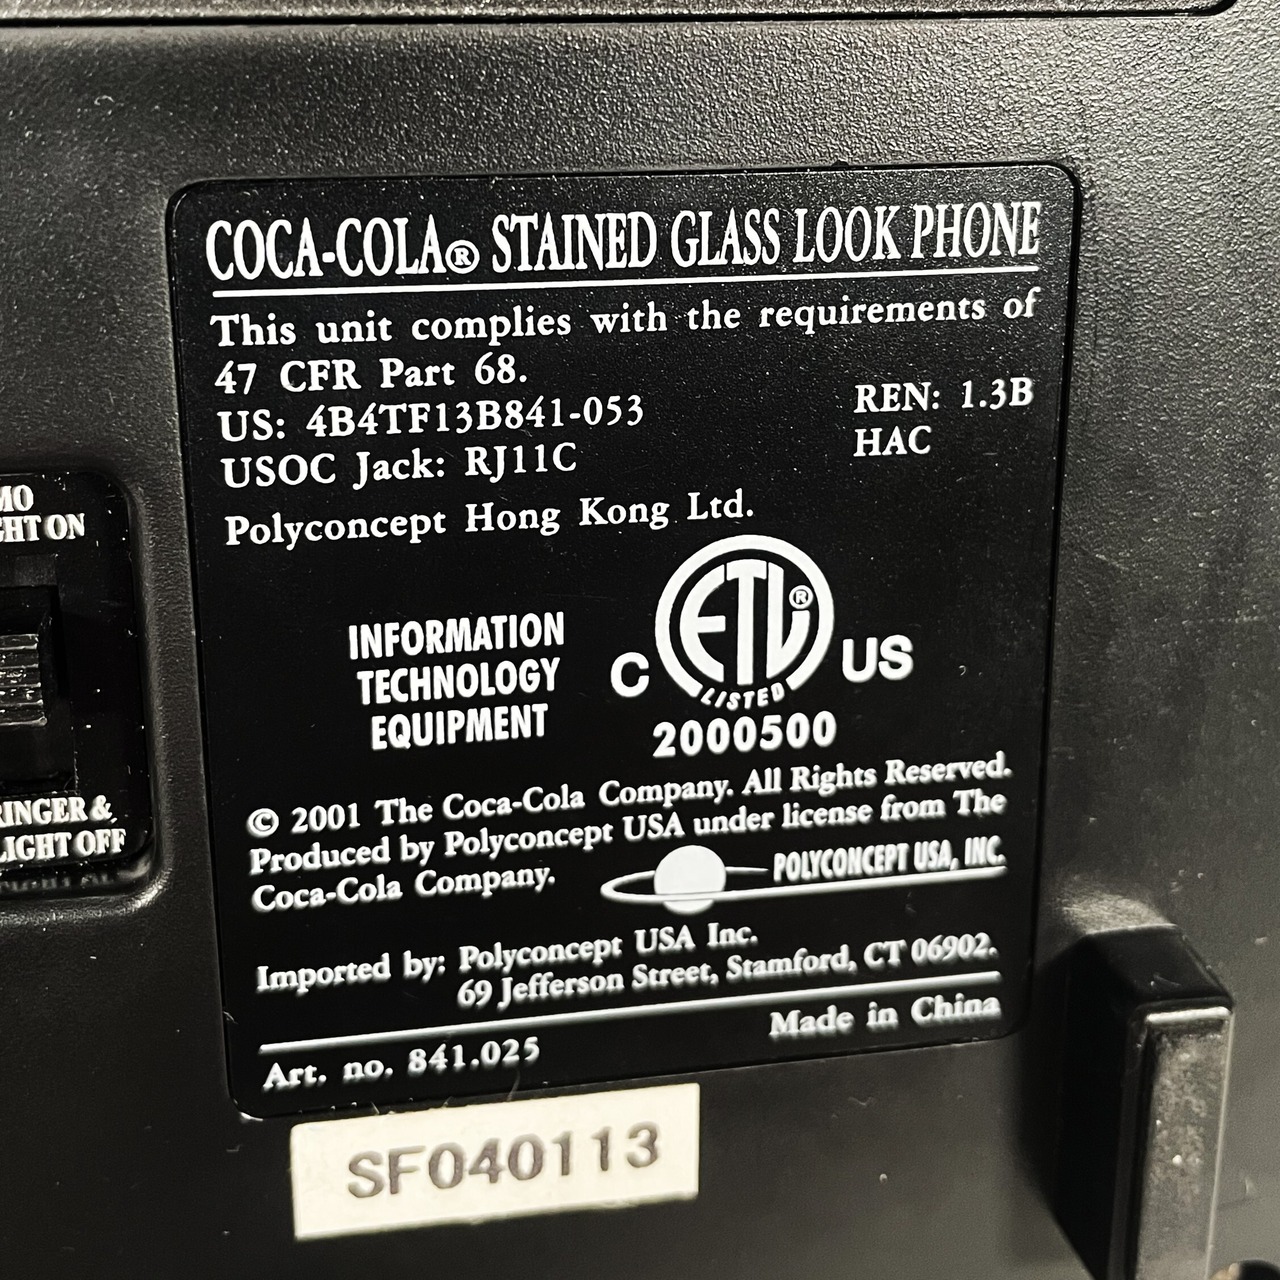 COCA-COLA® STAINED GLASS LOOK PHONE
This unit complies with the requirements of
47 CFR Part 68.
US: 4B4TF13B841-053
REN: 1.3B
USOC Jack: RJ11C
HAC
Polyconcept Hong Kong Ltd.
INFORMATION
TECHNOLOGY
EQUIPMENT
C ETL® US
LISTED
2000500
© 2001 The Coca-Cola Company. All Rights Reserved.
Produced by Polyconcept USA under license from The
Coca-Cola Company.
POLYCONCEPT USA, INC.
Imported by: Polyconcept USA Inc.
69 Jefferson Street, Stamford, CT 06902.
Made in China
Art. no. 841.025
SF040113
MO
GHT ON
RINGER &
LIGHT OFF